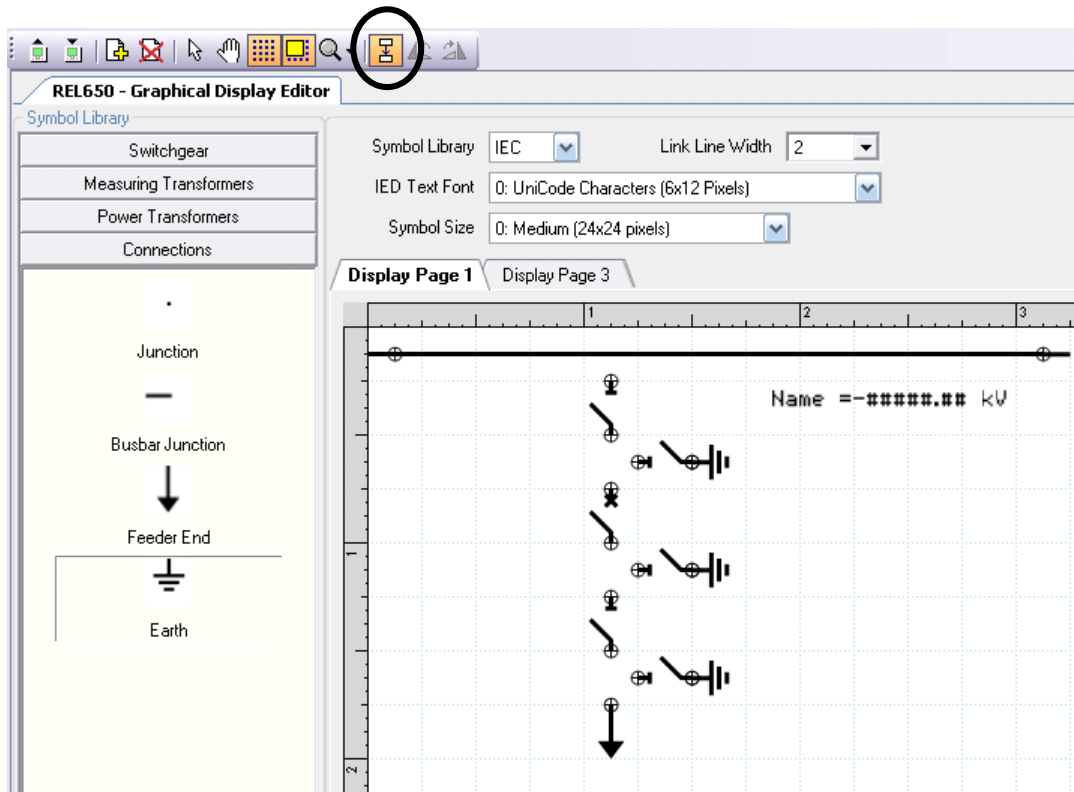 REL650 - Graphical Display Editor
Symbol Library
Switchgear
Measuring Transformers
Power Transformers
Connections
Junction
Busbar Junction
Feeder End
Earth
Symbol Library IEC Link Line Width 2
IED Text Font 0: UniCode Characters (6x12 Pixels)
Symbol Size 0: Medium (24x24 pixels)
Display Page 1 Display Page 3
1 2 3
Name =-#####.## kV
1
2